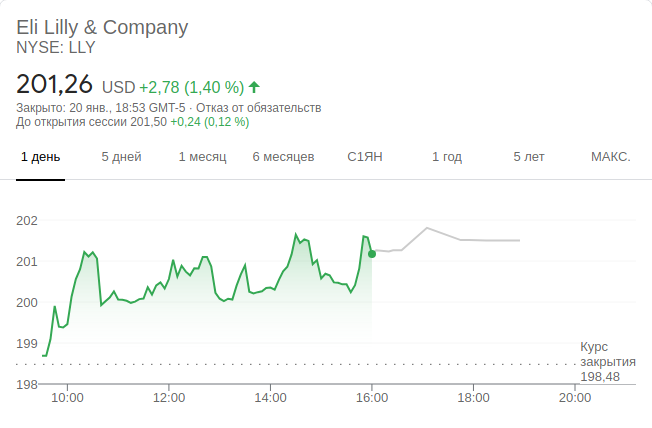 Eli Lilly & Company
NYSE: LLY
201,26 USD +2,78 (1,40 %)
Закрыто: 20 янв., 18:53 GMT-5 · Отказ от обязательств
До открытия сессии 201,50 +0,24 (0,12 %)
1 день 5 дней 1 месяц 6 месяцев С1ЯН 1 год 5 лет МАКС.
202
201
200
199
198
Курс
закрытия
198,48
10:00 12:00 14:00 16:00 18:00 20:00